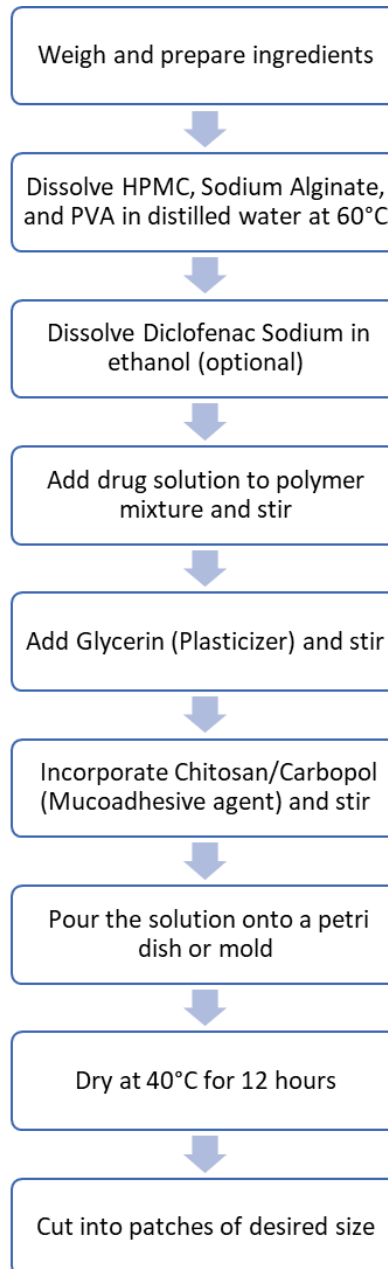 Weigh and prepare ingredients
Dissolve HPMC, Sodium Alginate,
and PVA in distilled water at 60°C
Dissolve Diclofenac Sodium in
ethanol (optional)
Add drug solution to polymer
mixture and stir
Add Glycerin (Plasticizer) and stir
Incorporate Chitosan/Carbopol
(Mucoadhesive agent) and stir
Pour the solution onto a petri
dish or mold
Dry at 40°C for 12 hours
Cut into patches of desired size